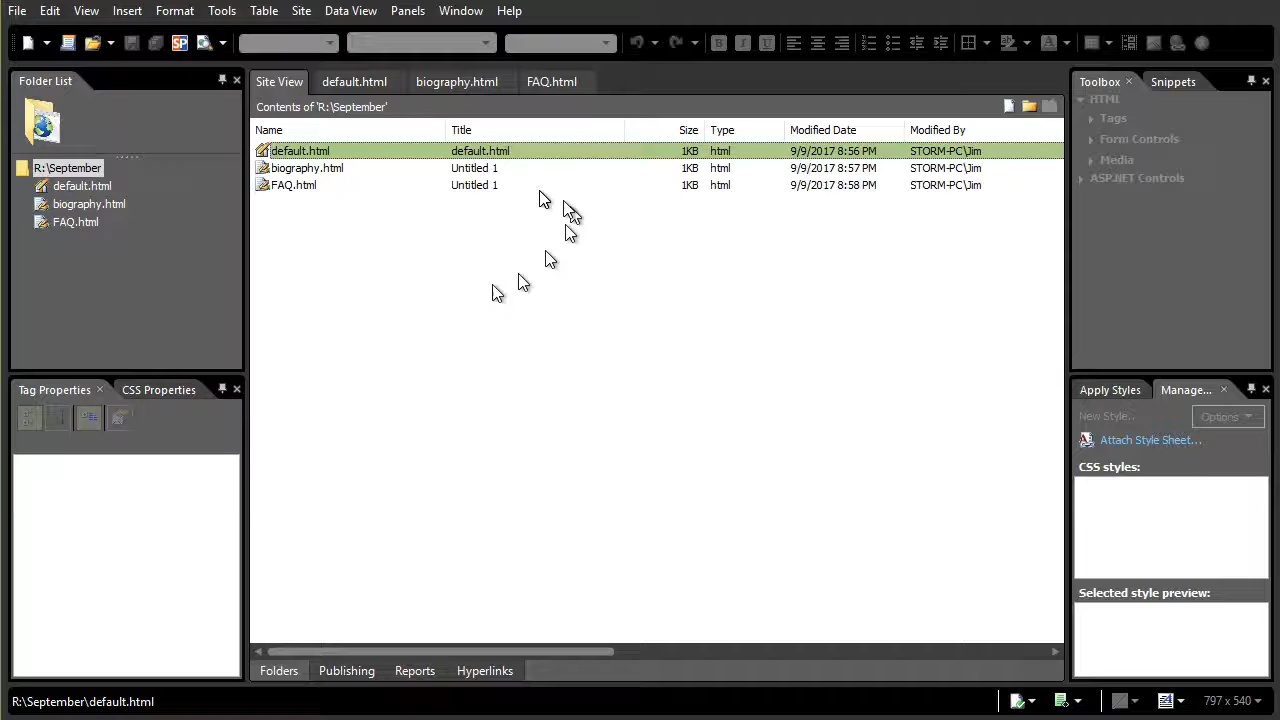 File Edit View Insert Format Tools Table Site Data View Panels Window Help
B I U A
Folder List
Site View default.html biography.html FAQ.html
Toolbox Snippets
Contents of 'R:\September'
Name Title Size Type Modified Date Modified By
default.html default.html 1KB html 9/9/2017 8:56 PM STORM-PC\Jim
biography.html Untitled 1 1KB html 9/9/2017 8:57 PM STORM-PC\Jim
FAQ.html Untitled 1 1KB html 9/9/2017 8:58 PM STORM-PC\Jim
R:\September
default.html
biography.html
FAQ.html
HTML
Tags
Form Controls
Media
ASP.NET Controls
Tag Properties CSS Properties
Apply Styles Manage...
New Style... Options
Attach Style Sheet...
CSS styles:
Selected style preview:
Folders Publishing Reports Hyperlinks
R:\September\default.html 797 x 540